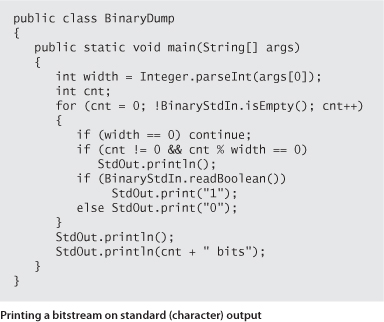 public class BinaryDump
{
   public static void main(String[] args)
   {
      int width = Integer.parseInt(args[0]);
      int cnt;
      for (cnt = 0; !BinaryStdIn.isEmpty(); cnt++)
      {
         if (width == 0) continue;
         if (cnt != 0 && cnt % width == 0)
            StdOut.println();
         if (BinaryStdIn.readBoolean())
              StdOut.print("1");
         else StdOut.print("0");
      }
      StdOut.println();
      StdOut.println(cnt + " bits");
   }
}
Printing a bitstream on standard (character) output